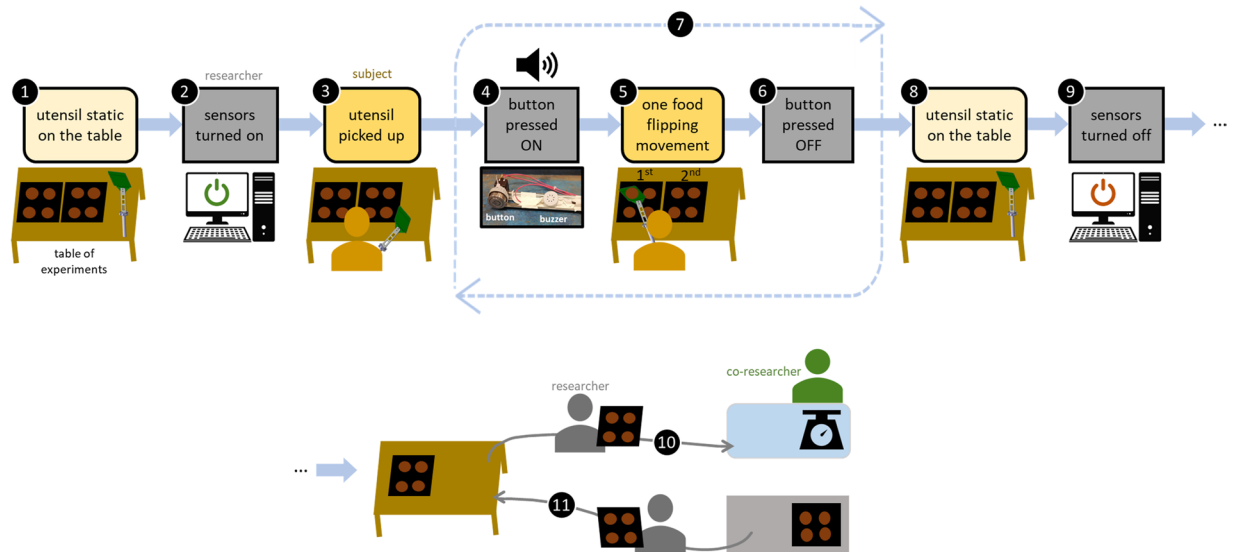 7
researcher
subject
1
utensil static
on the table
2
sensors
turned on
3
utensil
picked up
4
button
pressed
ON
5
one food
flipping
movement
6
button
pressed
OFF
8
utensil static
on the table
9
sensors
turned off
...
1st
2nd
button
buzzer
table of
experiments
co-researcher
researcher
10
...
11